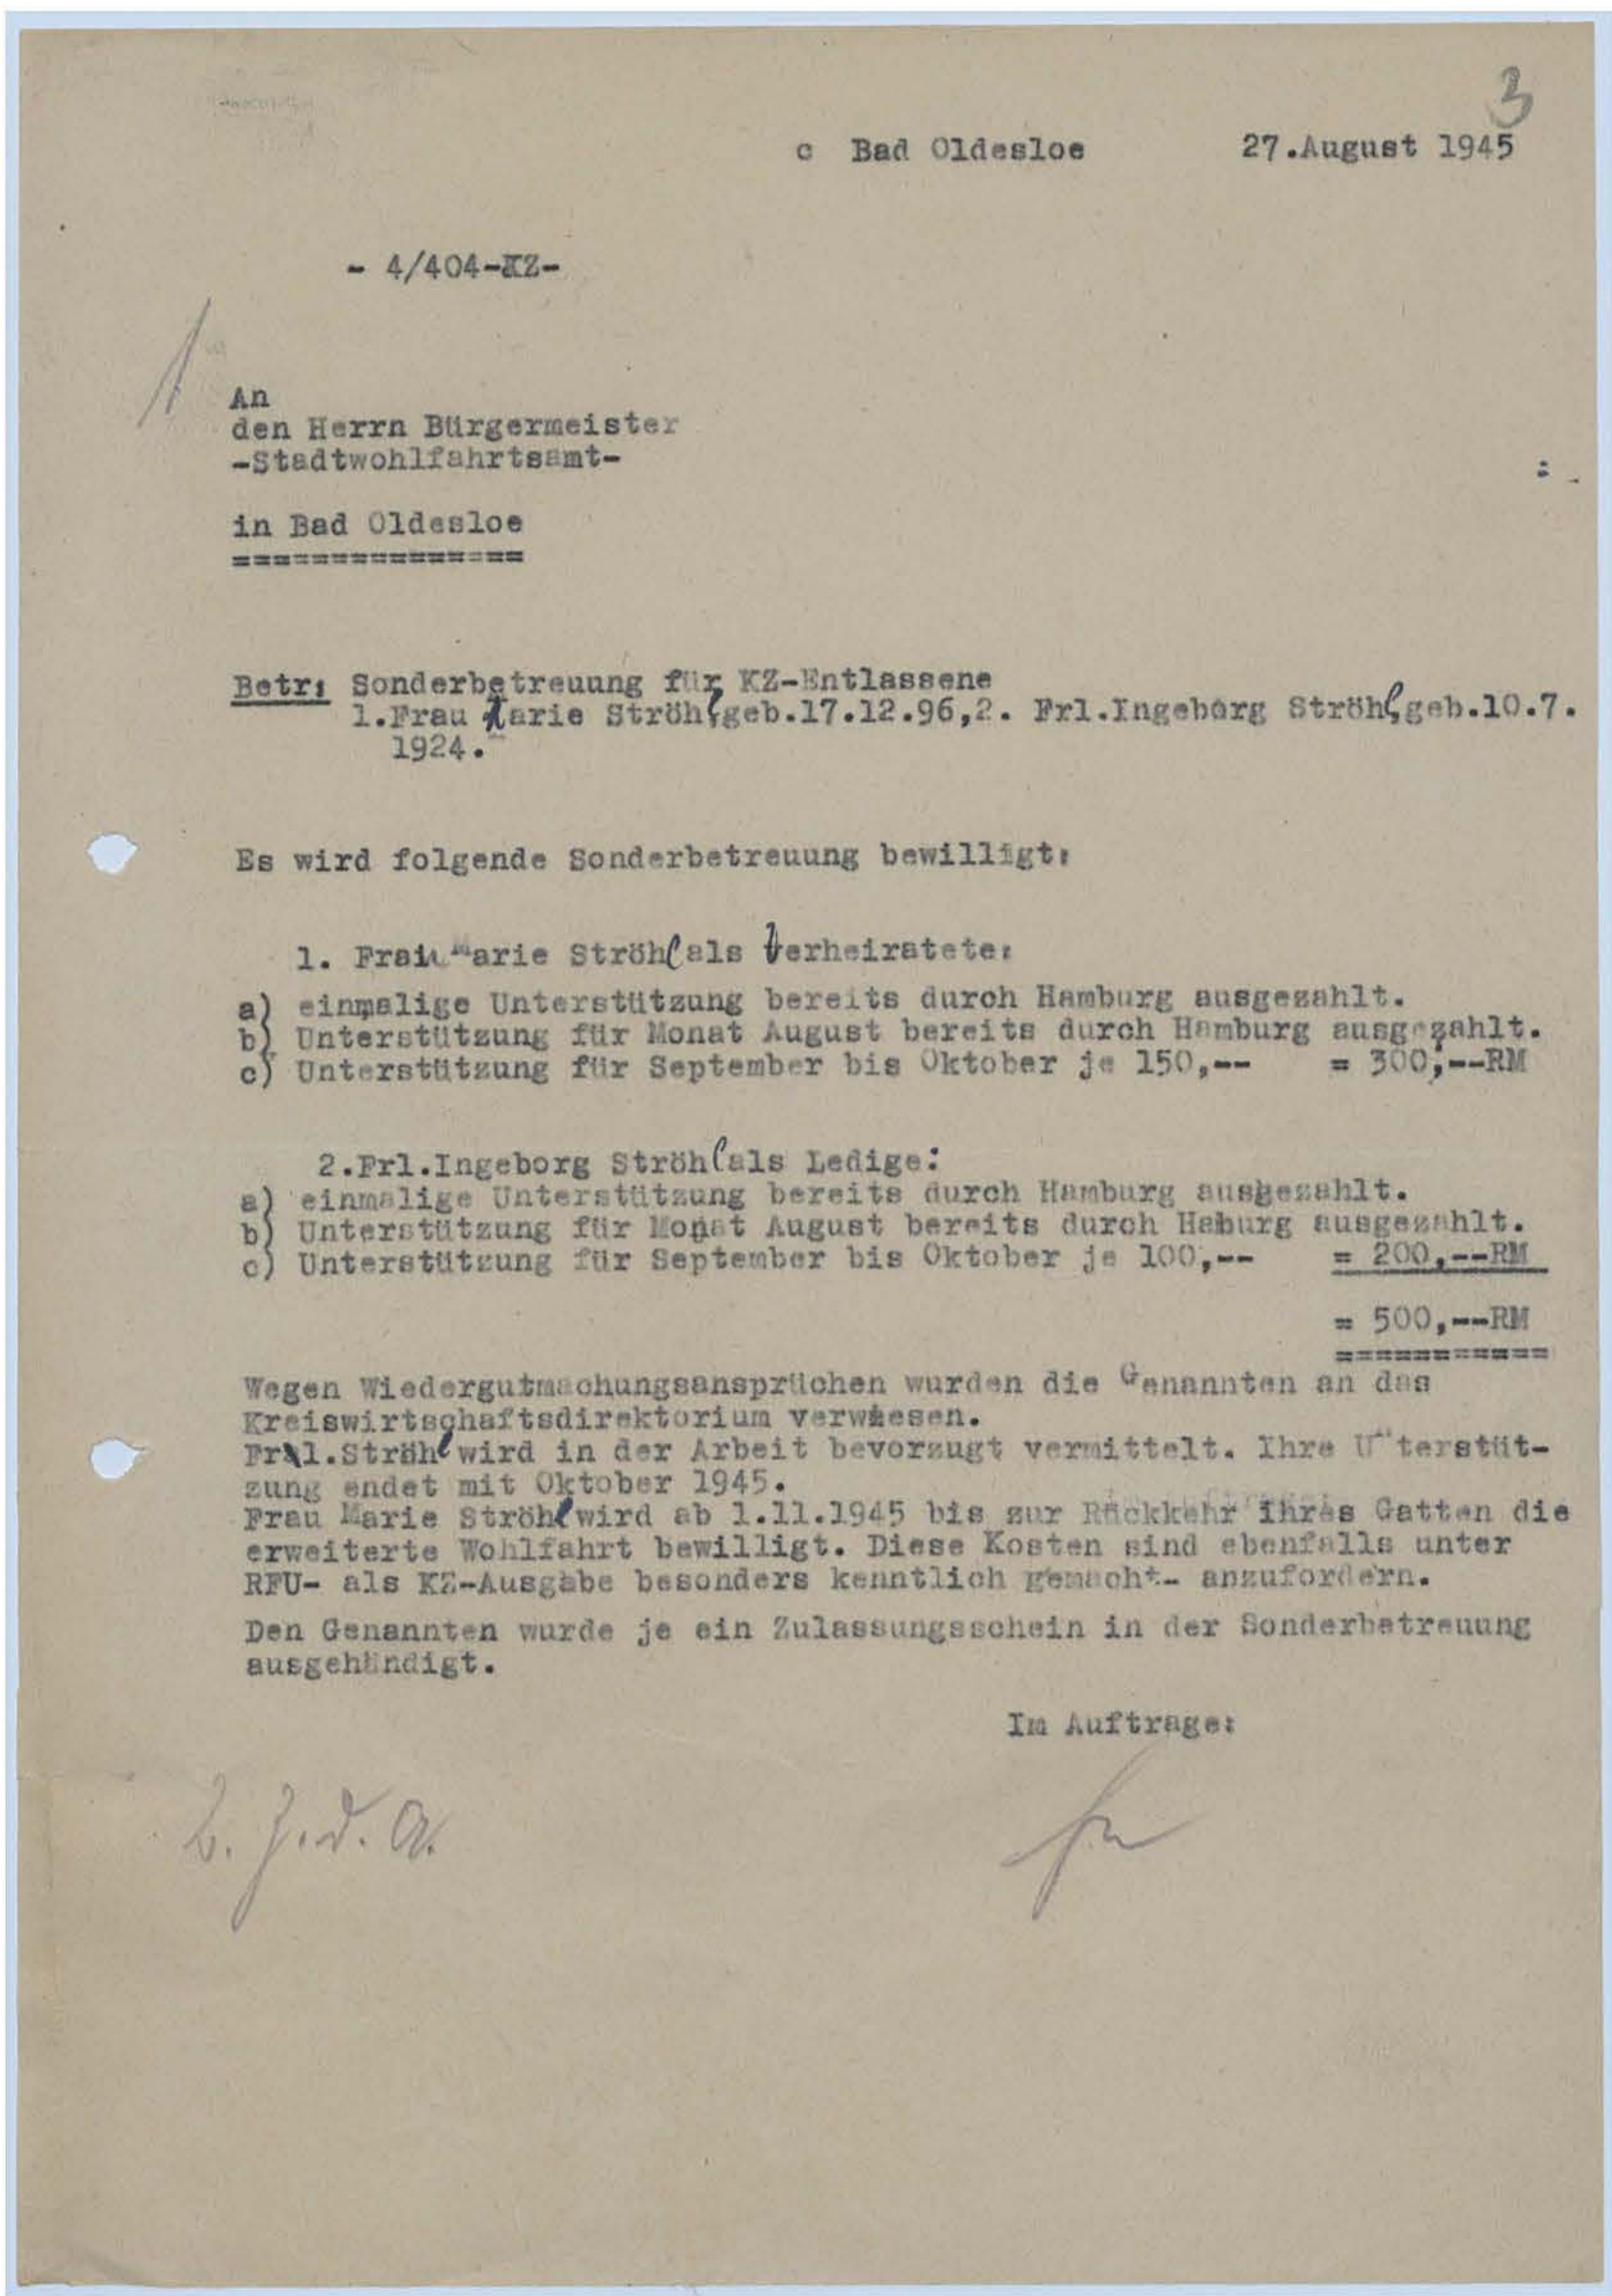 3
c Bad Oldesloe 27.August 1945
- 4/404-KZ-
An
den Herrn Bürgermeister
-Stadtwohlfahrtsamt-
in Bad Oldesloe
===============
Betr: Sonderbetreuung für KZ-Entlassene
1.Frau Marie Ströhl,geb.17.12.96,2. Frl.Ingeborg Ströhl,geb.10.7.
1924.
Es wird folgende Sonderbetreuung bewilligt:
1. Frau Marie Ströhl als Verheiratete:
a) einmalige Unterstützung bereits durch Hamburg ausgezahlt.
b) Unterstützung für Monat August bereits durch Hamburg ausgezahlt.
c) Unterstützung für September bis Oktober je 150,-- = 300,--RM
2.Frl.Ingeborg Ströhl als Ledige:
a) einmalige Unterstützung bereits durch Hamburg ausgezahlt.
b) Unterstützung für Monat August bereits durch Haburg ausgezahlt.
c) Unterstützung für September bis Oktober je 100,-- = 200,--RM
= 500,--RM
===========
Wegen Wiedergutmachungsansprüchen wurden die Genannten an das
Kreiswirtschaftsdirektorium verwiesen.
Frl.Ströhl wird in der Arbeit bevorzugt vermittelt. Ihre Unterstüt-
zung endet mit Oktober 1945.
Frau Marie Ströhl wird ab 1.11.1945 bis zur Rückkehr ihres Gatten die
erweiterte Wohlfahrt bewilligt. Diese Kosten sind ebenfalls unter
RFU- als KZ-Ausgabe besonders kenntlich gemacht- anzufordern.
Den Genannten wurde je ein Zulassungsschein in der Sonderbetreuung
ausgehändigt.
Im Auftrage:
2. z.d.A.